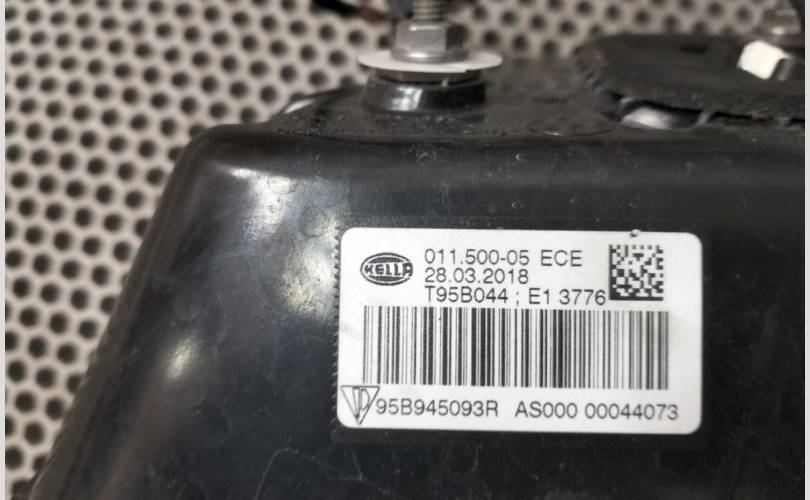 HELLA
011.500-05 ECE
28.03.2018
T95B044 ; E1 3776
95B945093R AS000 00044073